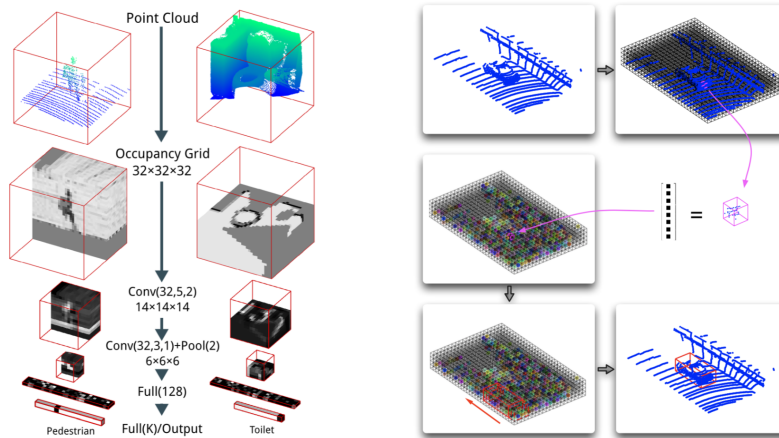 Point Cloud
Occupancy Grid
32×32×32
Conv(32,5,2)
14×14×14
Conv(32,3,1)+Pool(2)
6×6×6
Full(128)
Pedestrian
Full(K)/Output
Toilet
=